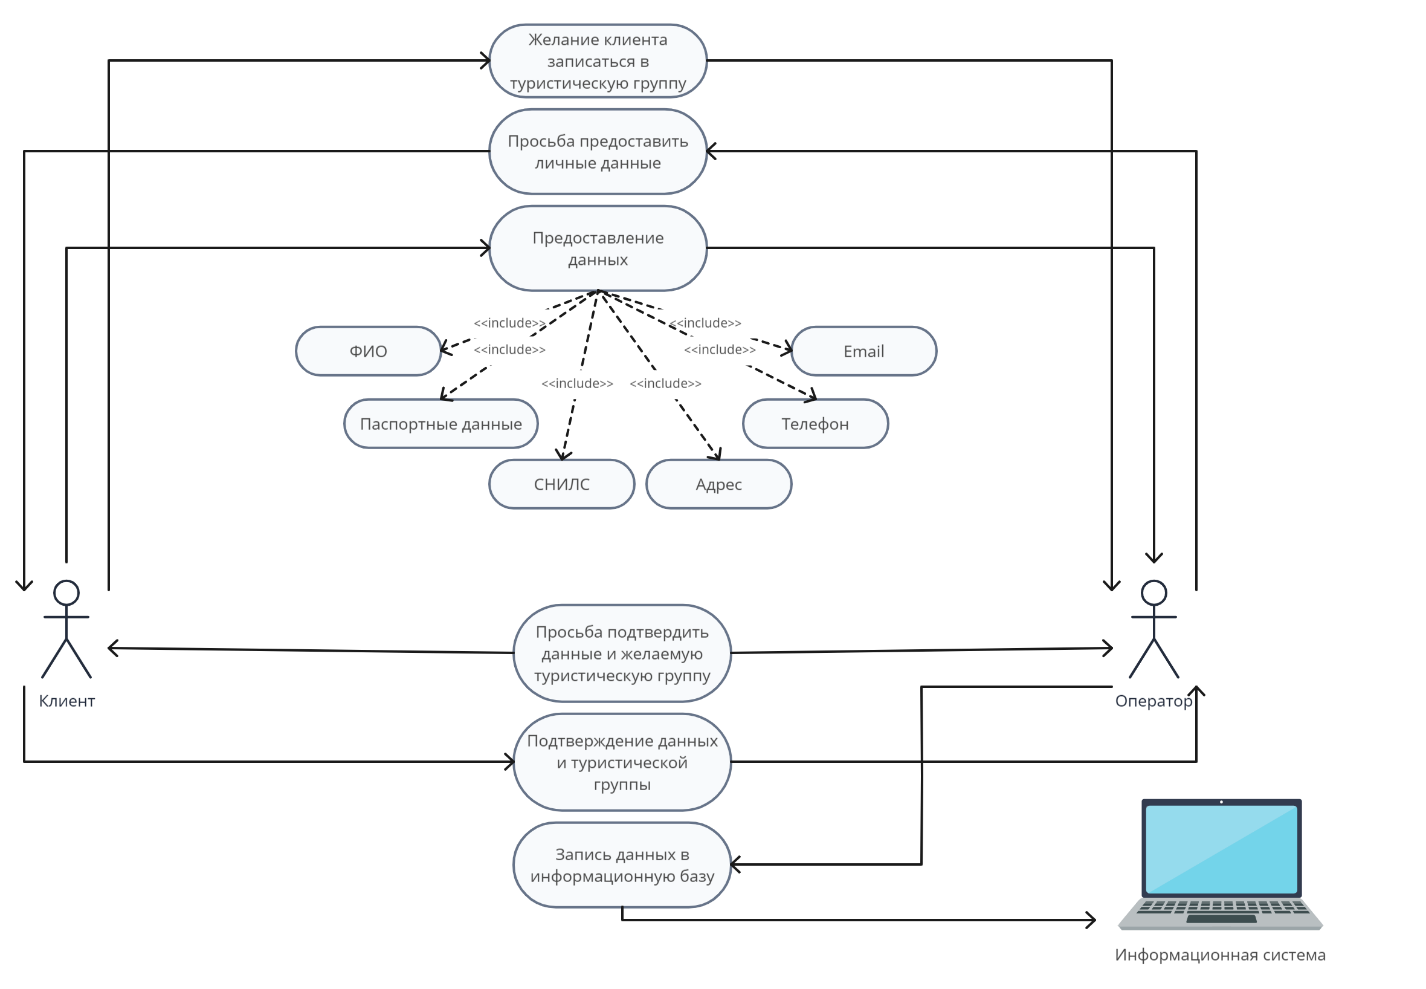 Желание клиента
записаться в
туристическую группу
Просьба предоставить
личные данные
Предоставление
данных
<<include>>
<<include>>
<<include>>
<<include>>
<<include>>
<<include>>
ФИО
Email
Паспортные данные
Телефон
СНИЛС
Адрес
Просьба подтвердить
данные и желаемую
туристическую группу
Клиент
Оператор
Подтверждение данных
и туристической
группы
Запись данных в
информационную базу
Информационная система